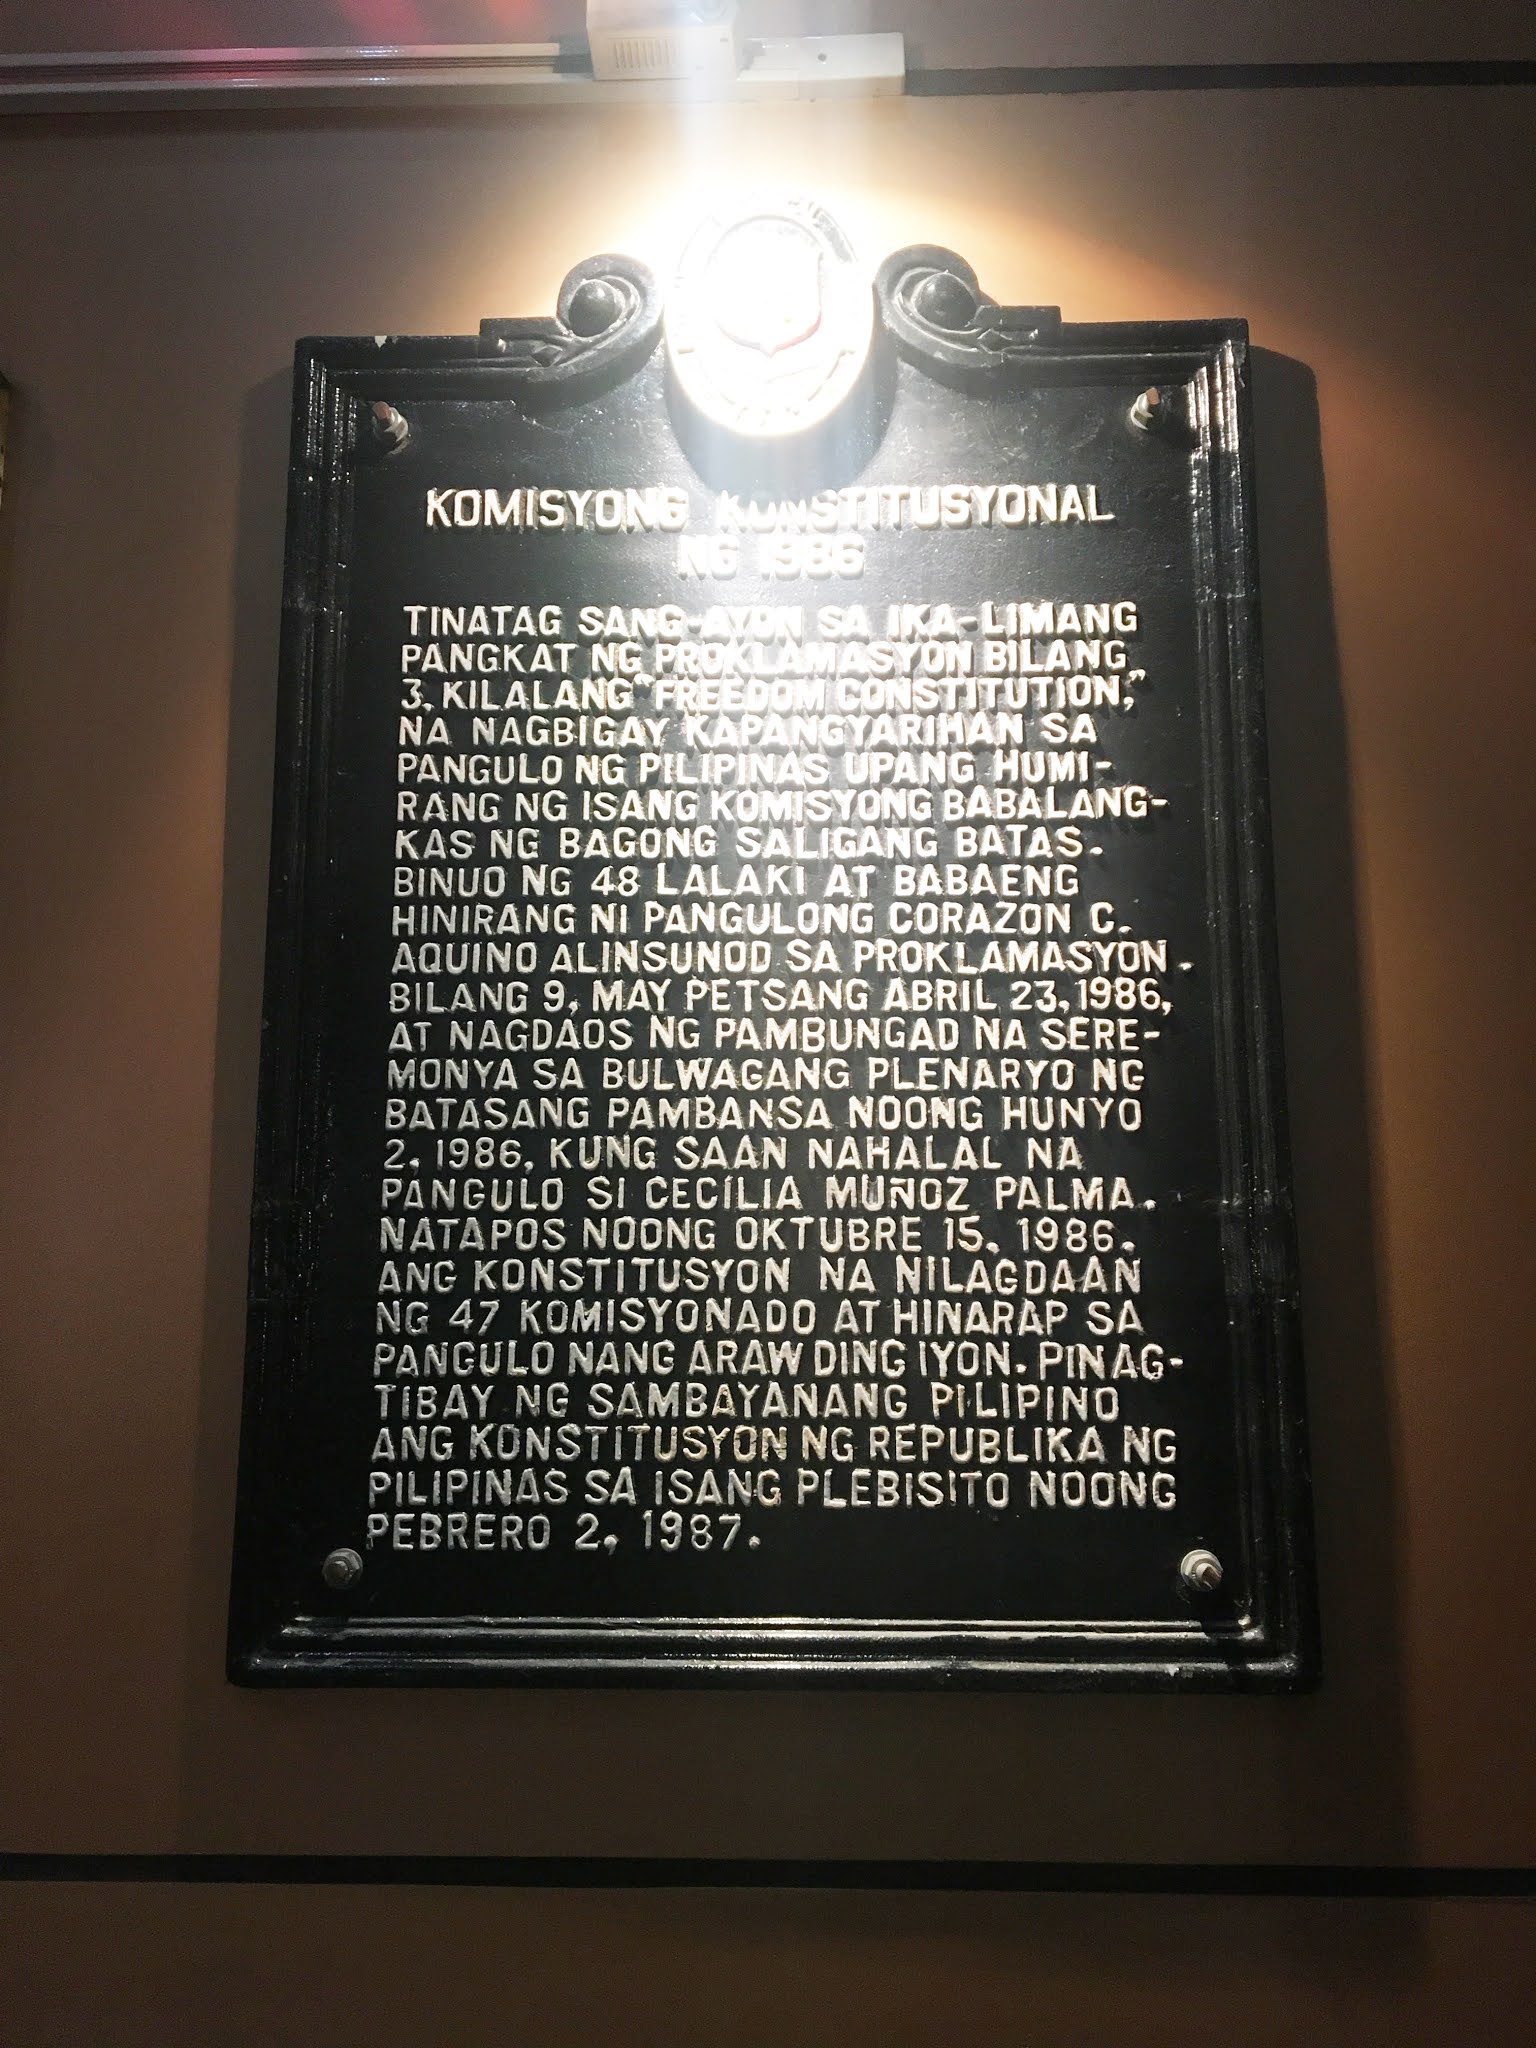 KOMISYONG KONSTITUSYONAL
NG 1986
TINATAG SANG-AYON SA IKA-LIMANG
PANGKAT NG PROKLAMASYON BILANG
3, KILALANG "FREEDOM CONSTITUTION,"
NA NAGBIGAY KAPANGYARIHAN SA
PANGULO NG PILIPINAS UPANG HUMI-
RANG NG ISANG KOMISYONG BABALANG-
KAS NG BAGONG SALIGANG BATAS.
BINUO NG 48 LALAKI AT BABAENG
HINIRANG NI PANGULONG CORAZON C.
AQUINO ALINSUNOD SA PROKLAMASYON.
BILANG 9, MAY PETSANG ABRIL 23, 1986,
AT NAGDAOS NG PAMBUNGAD NA SERE-
MONYA SA BULWAGANG PLENARYO NG
BATASANG PAMBANSA NOONG HUNYO
2, 1986, KUNG SAAN NAHALAL NA
PANGULO SI CECILIA MUÑOZ PALMA.
NATAPOS NOONG OKTUBRE 15, 1986,
ANG KONSTITUSYON NA NILAGDAAN
NG 47 KOMISYONADO AT HINARAP SA
PANGULO NANG ARAW DING IYON. PINAG-
TIBAY NG SAMBAYANANG PILIPINO
ANG KONSTITUSYON NG REPUBLIKA NG
PILIPINAS SA ISANG PLEBISITO NOONG
PEBRERO 2, 1987.